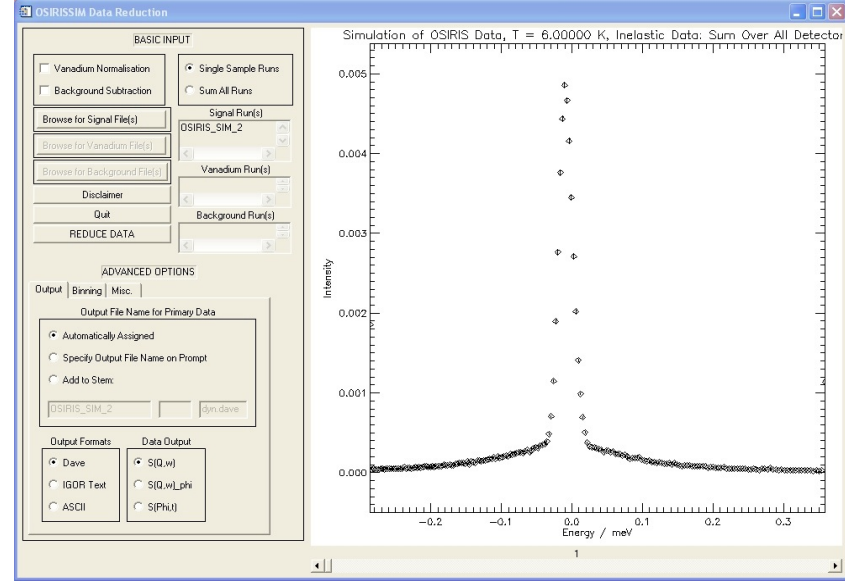 OSIRISSIM Data Reduction
BASIC INPUT
Vanadium Normalisation
Background Subtraction
Single Sample Runs
Sum All Runs
Browse for Signal File(s)
Browse for Vanadium File(s)
Browse for Background File(s)
Disclaimer
Quit
REDUCE DATA
Signal Run(s)
OSIRIS_SIM_2
Vanadium Run(s)
Background Run(s)
ADVANCED OPTIONS
Output Binning Misc.
Output File Name for Primary Data
Automatically Assigned
Specify Output File Name on Prompt
Add to Stem:
OSIRIS_SIM_2 dyn.dave
Output Formats
Dave
IGOR Text
ASCII
Data Output
S(Q,w)
S(Q,w)_phi
S(Phi,t)
Simulation of OSIRIS Data, T = 6.00000 K, Inelastic Data: Sum Over All Detector
0.005
0.004
0.003
0.002
0.001
0.000
Intensity
-0.2 -0.1 0.0 0.1 0.2 0.3
Energy / meV
1